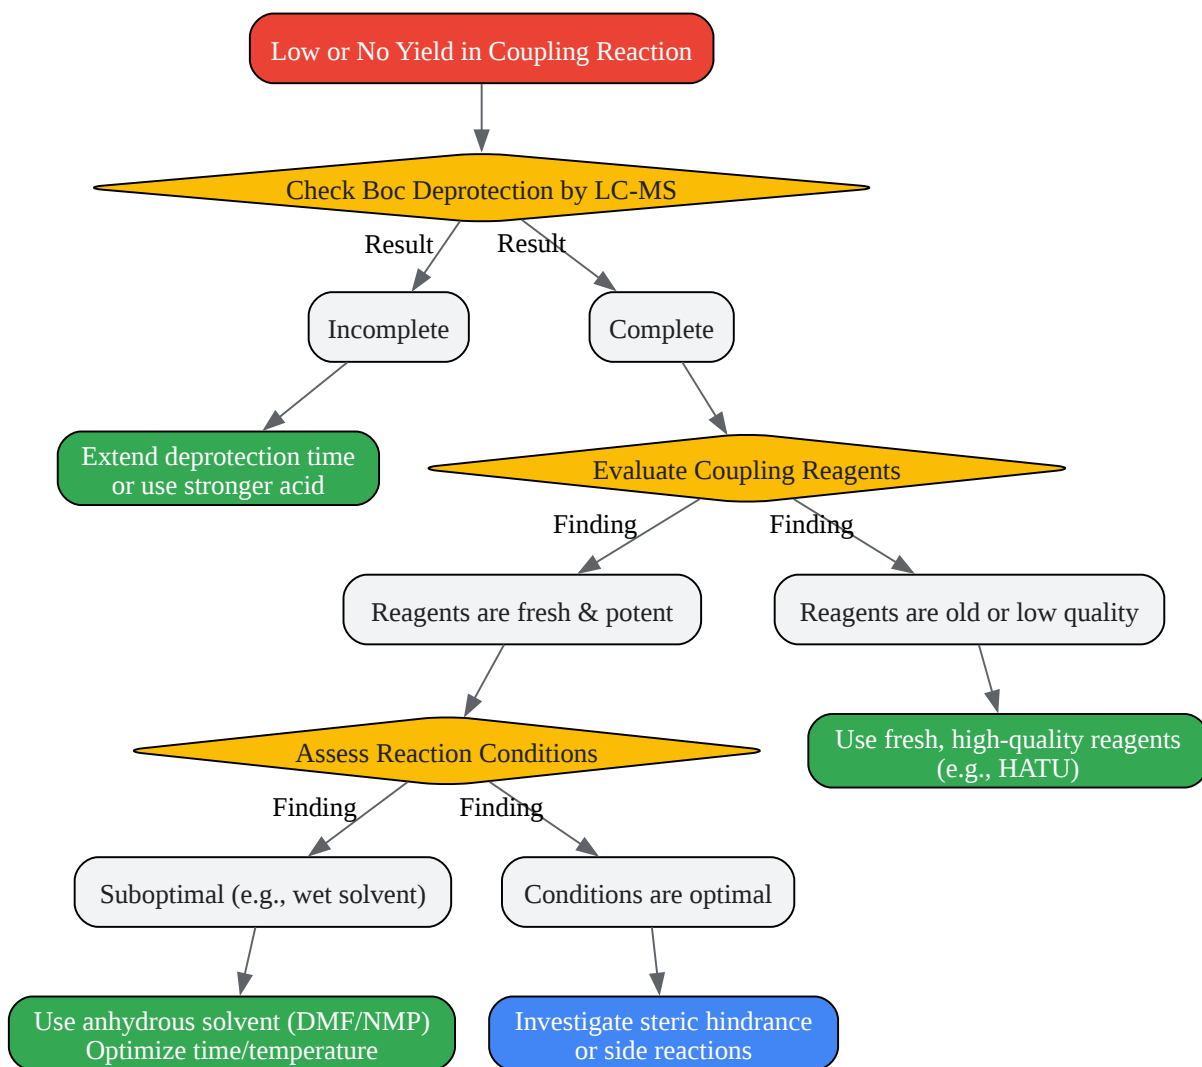 Low or No Yield in Coupling Reaction
Check Boc Deprotection by LC-MS
Result
Result
Incomplete
Complete
Extend deprotection time
or use stronger acid
Evaluate Coupling Reagents
Finding
Finding
Reagents are fresh & potent
Reagents are old or low quality
Use fresh, high-quality reagents
(e.g., HATU)
Assess Reaction Conditions
Finding
Finding
Suboptimal (e.g., wet solvent)
Conditions are optimal
Use anhydrous solvent (DMF/NMP)
Optimize time/temperature
Investigate steric hindrance
or side reactions